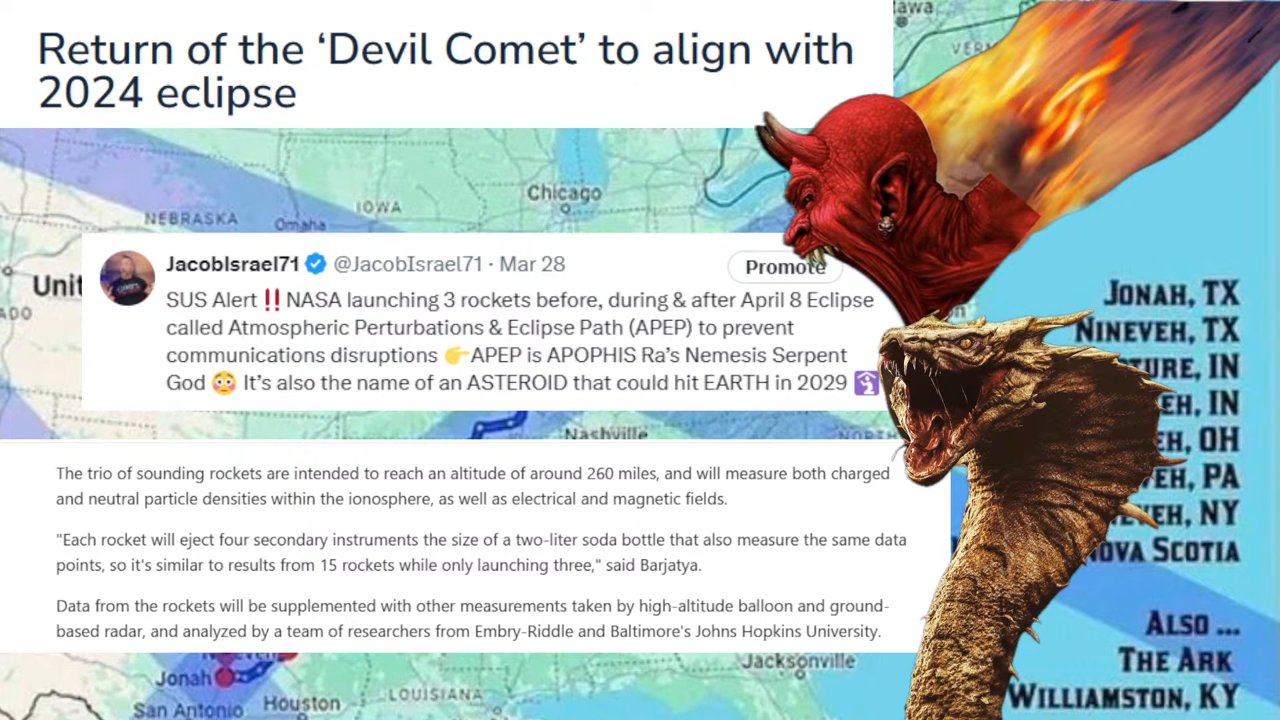 Return of the ‘Devil Comet’ to align with
2024 eclipse
VERM
Chicago
IOWA
NEBRASKA
Omaha
Unit
ADO
JacobIsrael71 @JacobIsrael71 · Mar 28
Promote
SUS Alert ‼️ NASA launching 3 rockets before, during & after April 8 Eclipse
called Atmospheric Perturbations & Eclipse Path (APEP) to prevent
communications disruptions 👉APEP is APOPHIS Ra’s Nemesis Serpent
God 😳 It’s also the name of an ASTEROID that could hit EARTH in 2029 🛐
Nashville
NORTH
The trio of sounding rockets are intended to reach an altitude of around 260 miles, and will measure both charged
and neutral particle densities within the ionosphere, as well as electrical and magnetic fields.
"Each rocket will eject four secondary instruments the size of a two-liter soda bottle that also measure the same data
points, so it's similar to results from 15 rockets while only launching three," said Barjatya.
Data from the rockets will be supplemented with other measurements taken by high-altitude balloon and ground-
based radar, and analyzed by a team of researchers from Embry-Riddle and Baltimore's Johns Hopkins University.
Jonah
San Antonio
Houston
LOUISIANA
Jacksonville
JONAH, TX
NINEVEH, TX
TURE, IN
EH, IN
EH, OH
EH, PA
EVEH, NY
NOVA SCOTIA
ALSO ...
THE ARK
WILLIAMSTON, KY